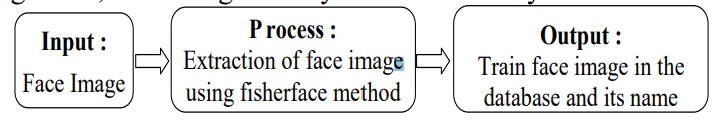 Input :
Face Image
Process :
Extraction of face image
using fisherface method
Output :
Train face image in the
database and its name